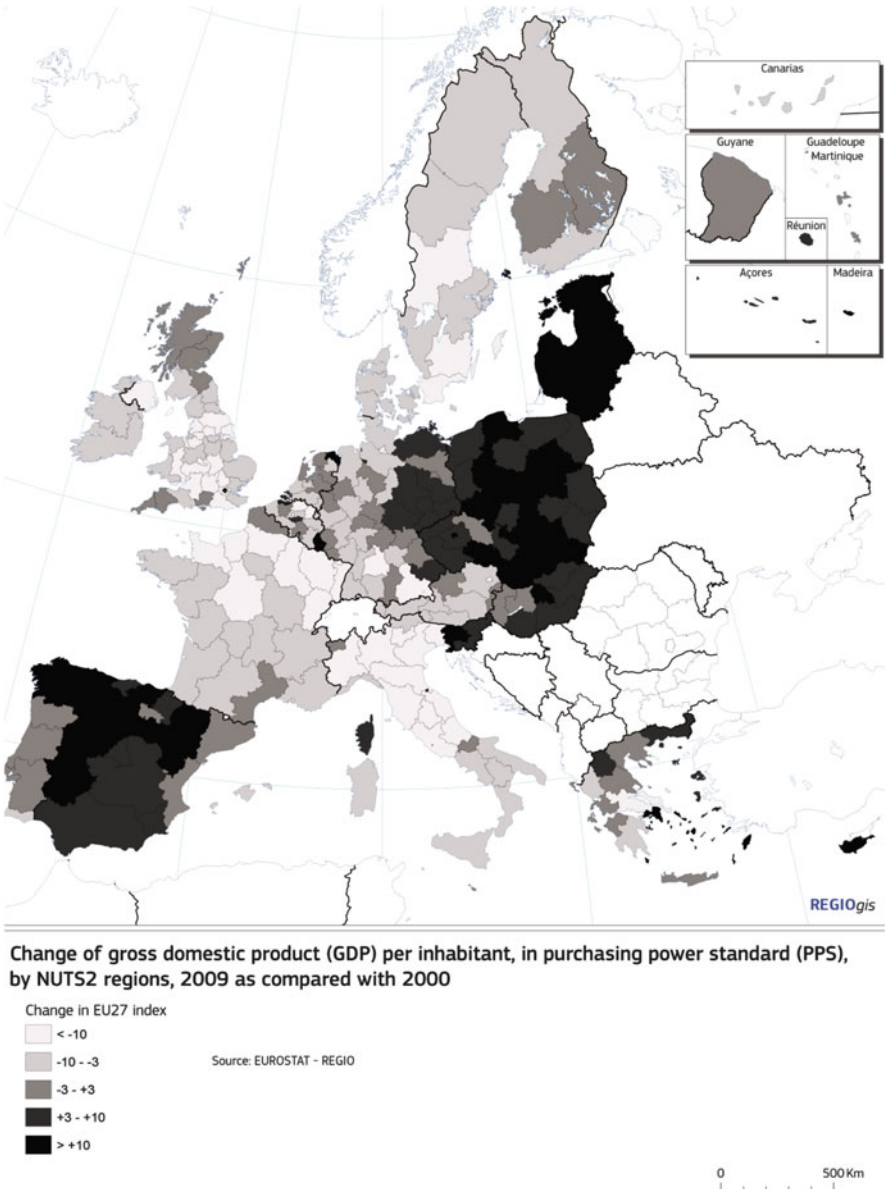 Canarias
Guyane
Guadeloupe
Martinique
Réunion
Açores
Madeira
REGIOgis
Change of gross domestic product (GDP) per inhabitant, in purchasing power standard (PPS),
by NUTS2 regions, 2009 as compared with 2000
Change in EU27 index
< -10
-10 - -3
Source: EUROSTAT - REGIO
-3 - +3
+3 - +10
> +10
0
500 Km